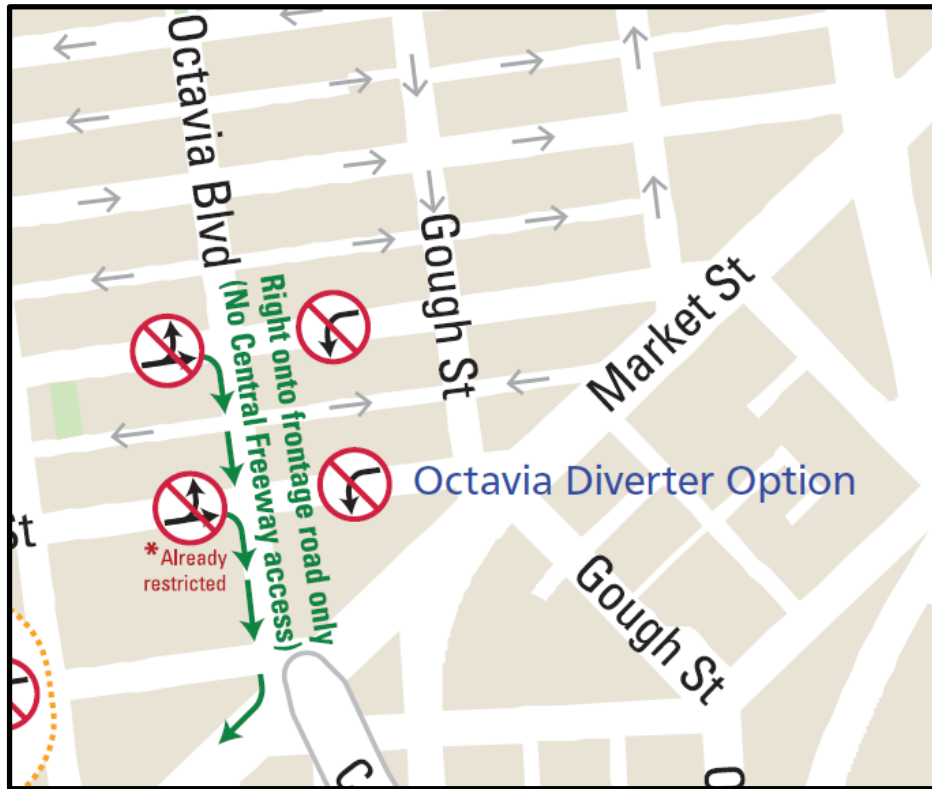 Octavia Blvd
Gough St
Market St
Right onto frontage road only
(No Central Freeway access)
Octavia Diverter Option
St
*Already
restricted
Gough St
C
O